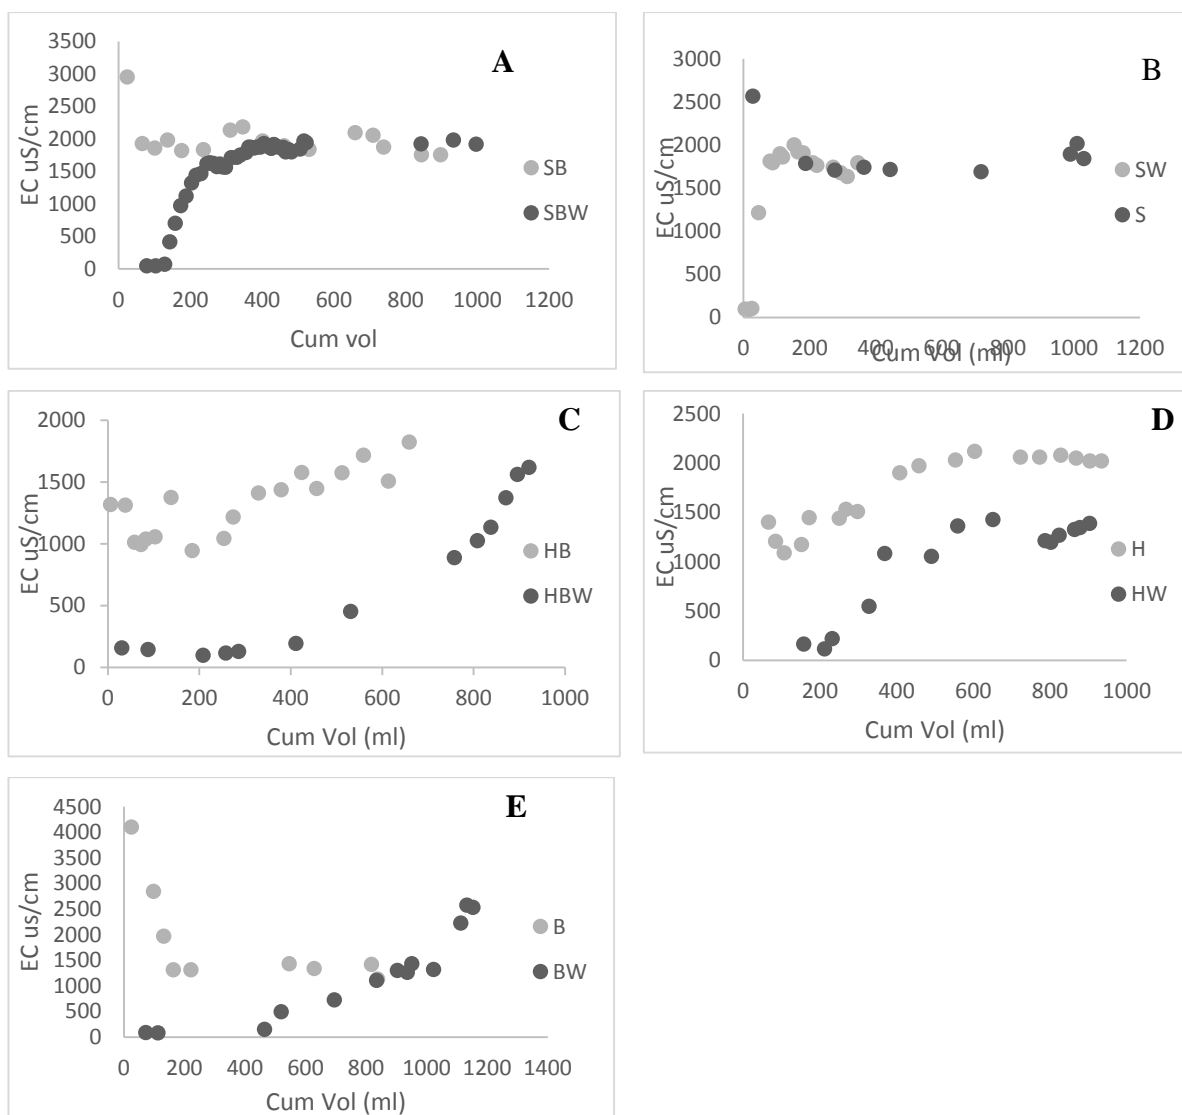 A
EC uS/cm
3500
3000
2500
2000
1500
1000
500
0
0 200 400 600 800 1000 1200
Cum vol
SB
SBW
B
EC uS/cm
3000
2500
2000
1500
1000
500
0
0 200 400 600 800 1000 1200
Cum Vol (ml)
SW
S
C
EC uS/cm
2000
1500
1000
500
0
0 200 400 600 800 1000
Cum Vol (ml)
HB
HBW
D
EC uS/cm
2500
2000
1500
1000
500
0
0 200 400 600 800 1000
Cum Vol (ml)
H
HW
E
EC us/cm
4500
4000
3500
3000
2500
2000
1500
1000
500
0
0 200 400 600 800 1000 1200 1400
Cum Vol (ml)
B
BW